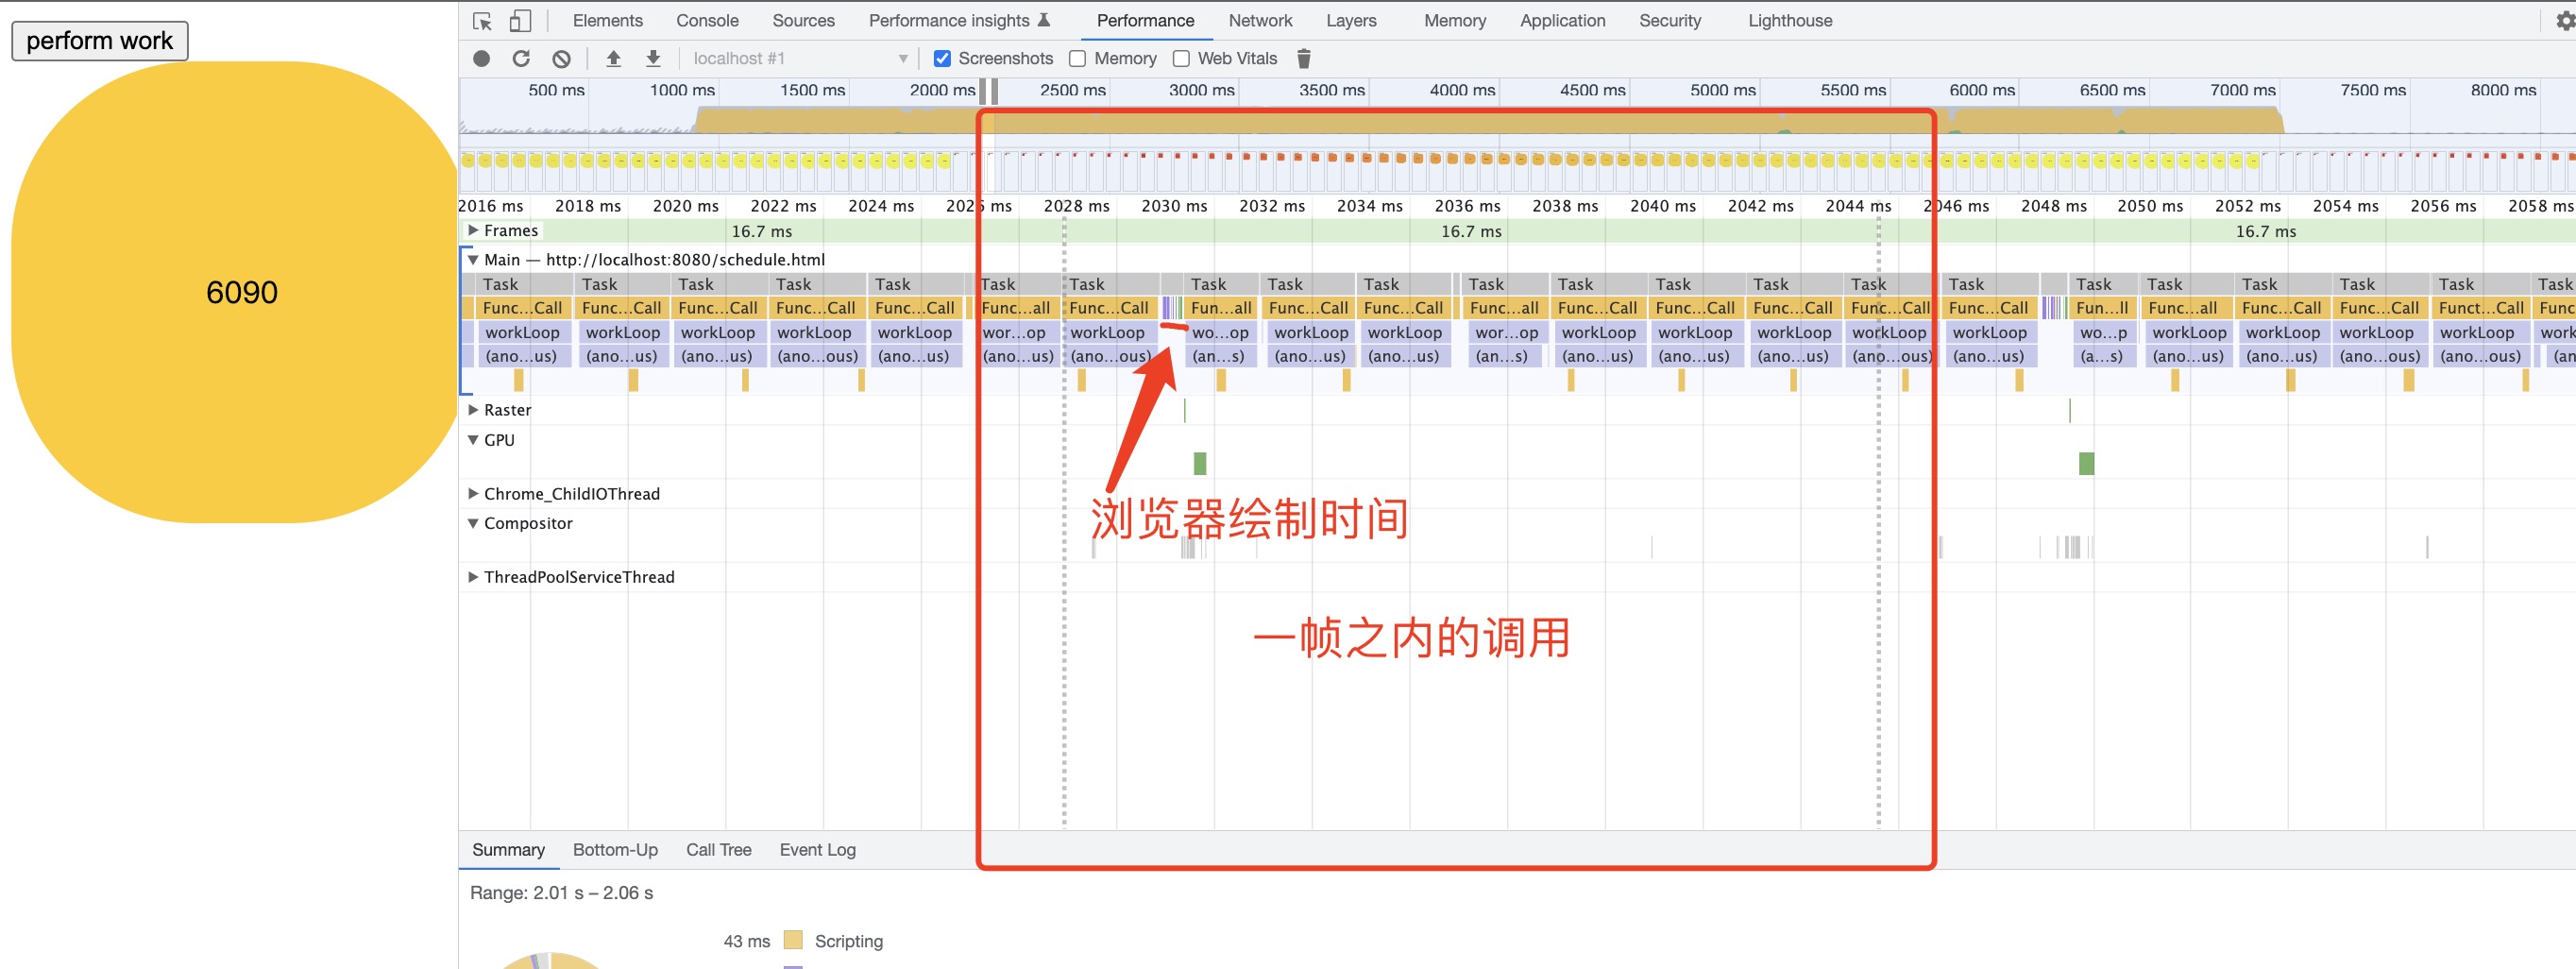 perform work
6090
Elements Console Sources Performance insights Performance Network Layers Memory Application Security Lighthouse
localhost #1 Screenshots Memory Web Vitals
500 ms 1000 ms 1500 ms 2000 ms 2500 ms 3000 ms 3500 ms 4000 ms 4500 ms 5000 ms 5500 ms 6000 ms 6500 ms 7000 ms 7500 ms 8000 ms
2016 ms 2018 ms 2020 ms 2022 ms 2024 ms 2026 ms 2028 ms 2030 ms 2032 ms 2034 ms 2036 ms 2038 ms 2040 ms 2042 ms 2044 ms 2046 ms 2048 ms 2050 ms 2052 ms 2054 ms 2056 ms 2058 ms
Frames 16.7 ms 16.7 ms 16.7 ms
Main — http://localhost:8080/schedule.html
Task Task Task Task Task Task Task Task Task Task Task Task Task Task Task Task Task Task Task Task Task Task
Func...Call Func...Call Func...Call Func...Call Func...Call Func...all Func...Call Fun...all Func...Call Func...Call Func...all Func...Call Func...Call Func...Call Func...Call Func...Call Fun...ll Func...all Func...Call Func...Call Funct...Call Func
workLoop workLoop workLoop workLoop workLoop wor...op workLoop wo...op workLoop workLoop wor...op workLoop workLoop workLoop workLoop workLoop wo...p workLoop workLoop workLoop workLoop work
(ano...us) (ano...us) (ano...us) (ano...ous) (ano...us) (ano...us) (ano...ous) (an...s) (ano...us) (ano...us) (an...s) (ano...us) (ano...us) (ano...us) (ano...ous) (ano...us) (a...s) (ano...us) (ano...us) (ano...ous) (ano...ous) (an
Raster
GPU
Chrome_ChildIOThread
浏览器绘制时间
Compositor
ThreadPoolServiceThread
一帧之内的调用
Summary Bottom-Up Call Tree Event Log
Range: 2.01 s – 2.06 s
43 ms Scripting